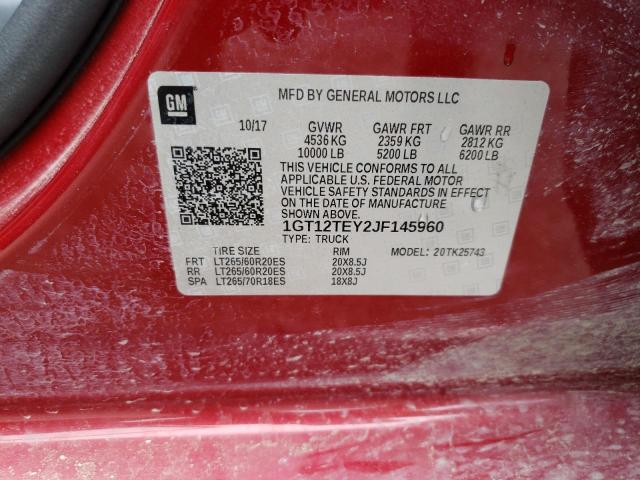 GM
MFD BY GENERAL MOTORS LLC
10/17 GVWR GAWR FRT GAWR RR
4536 KG 2359 KG 2812 KG
10000 LB 5200 LB 6200 LB
THIS VEHICLE CONFORMS TO ALL
APPLICABLE U.S. FEDERAL MOTOR
VEHICLE SAFETY STANDARDS IN EFFECT
ON THE DATE OF MANUFACTURE
SHOWN ABOVE.
1GT12TEY2JF145960
TYPE: TRUCK MODEL: 20TK25743
TIRE SIZE RIM
FRT LT265/60R20ES 20X8.5J
RR LT265/60R20ES 20X8.5J
SPA LT265/70R18ES 18X8J